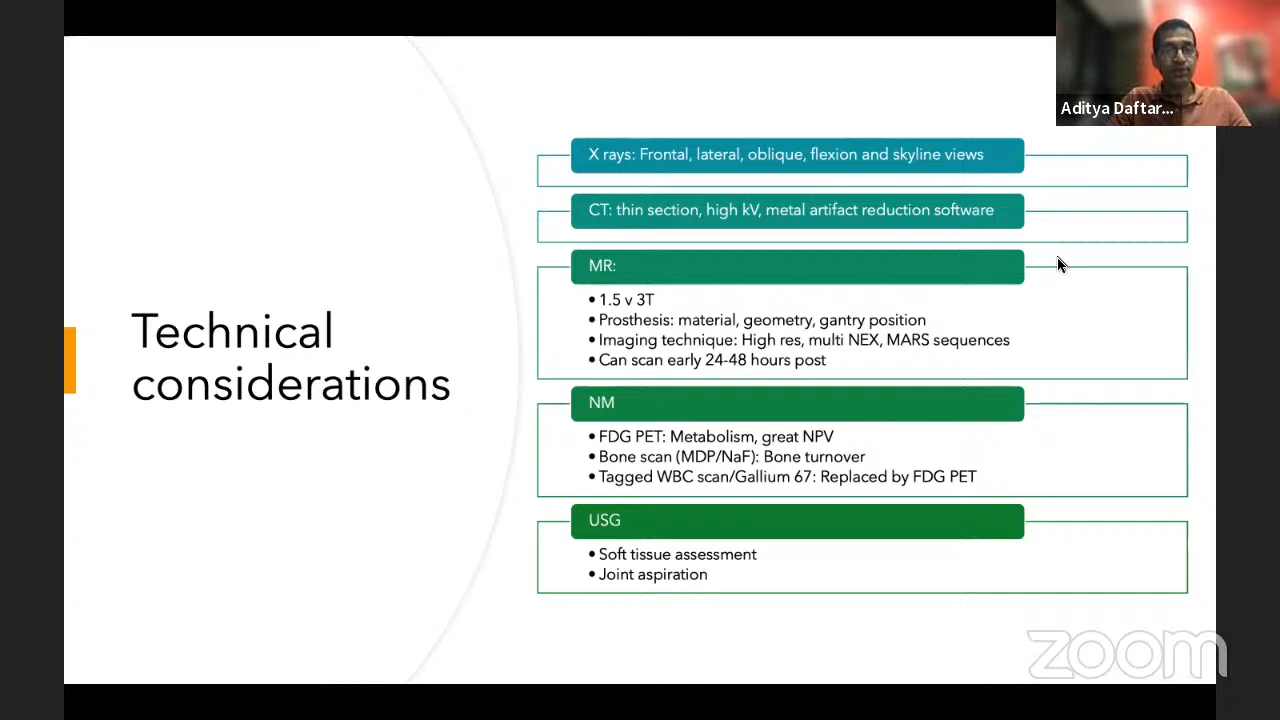 Aditya Daftar...
X rays: Frontal, lateral, oblique, flexion and skyline views
CT: thin section, high kV, metal artifact reduction software
MR:
• 1.5 v 3T
• Prosthesis: material, geometry, gantry position
• Imaging technique: High res, multi NEX, MARS sequences
• Can scan early 24-48 hours post
Technical
considerations
NM
• FDG PET: Metabolism, great NPV
• Bone scan (MDP/NaF): Bone turnover
• Tagged WBC scan/Gallium 67: Replaced by FDG PET
USG
• Soft tissue assessment
• Joint aspiration
zoom